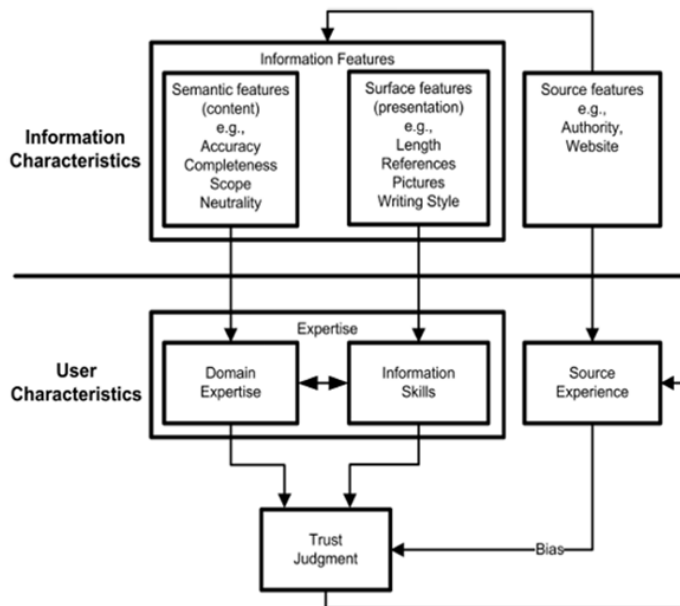 Information Features
Semantic features
(content)
e.g.,
Accuracy
Completeness
Scope
Neutrality
Surface features
(presentation)
e.g.,
Length
References
Pictures
Writing Style
Source features
e.g.,
Authority,
Website
Information
Characteristics
Expertise
Domain
Expertise
Information
Skills
Source
Experience
User
Characteristics
Trust
Judgment
Bias